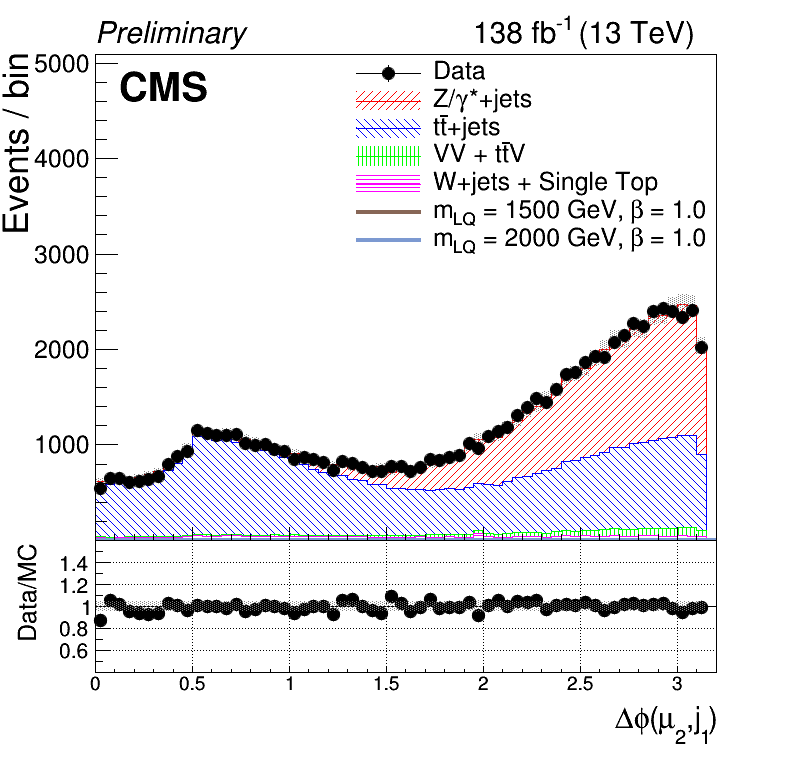 Preliminary 138 fb⁻¹ (13 TeV)
CMS
Data
Z/γ*+jets
tt̄+jets
VV + tt̄V
W+jets + Single Top
m_LQ = 1500 GeV, β = 1.0
m_LQ = 2000 GeV, β = 1.0
Events / bin
5000
4000
3000
2000
1000
Data/MC
1.4
1.2
1
0.8
0.6
0 0.5 1 1.5 2 2.5 3
Δϕ(μ₂,j₁)